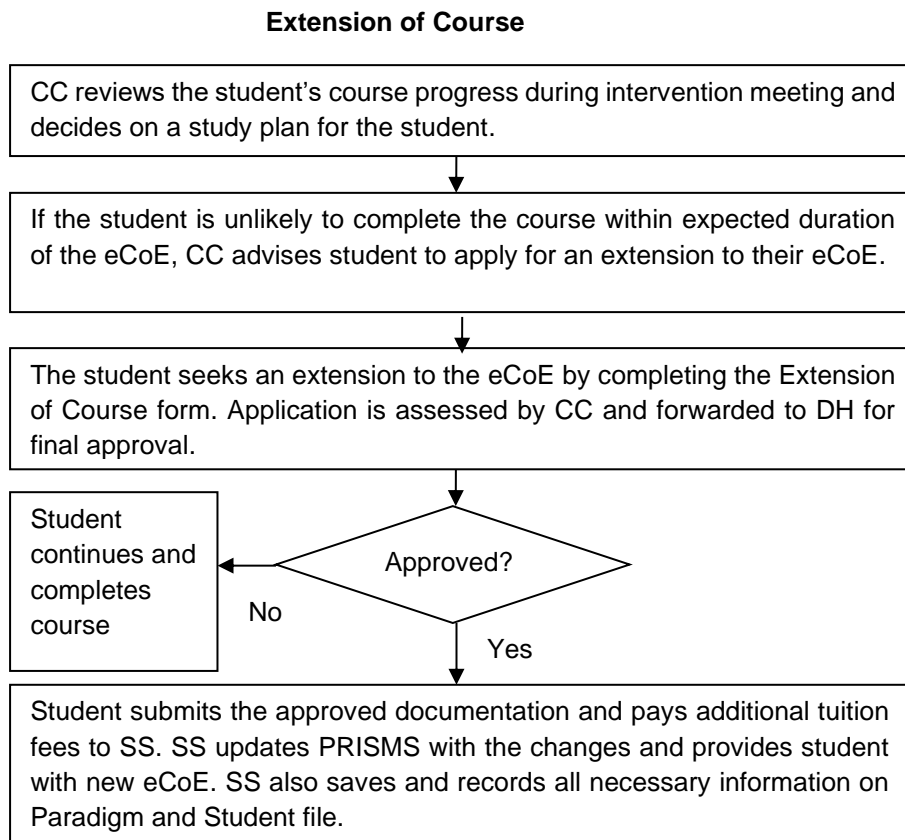 Extension of Course
CC reviews the student’s course progress during intervention meeting and
decides on a study plan for the student.
If the student is unlikely to complete the course within expected duration
of the eCoE, CC advises student to apply for an extension to their eCoE.
The student seeks an extension to the eCoE by completing the Extension
of Course form. Application is assessed by CC and forwarded to DH for
final approval.
Student
continues and
completes
course
Approved?
No
Yes
Student submits the approved documentation and pays additional tuition
fees to SS. SS updates PRISMS with the changes and provides student
with new eCoE. SS also saves and records all necessary information on
Paradigm and Student file.